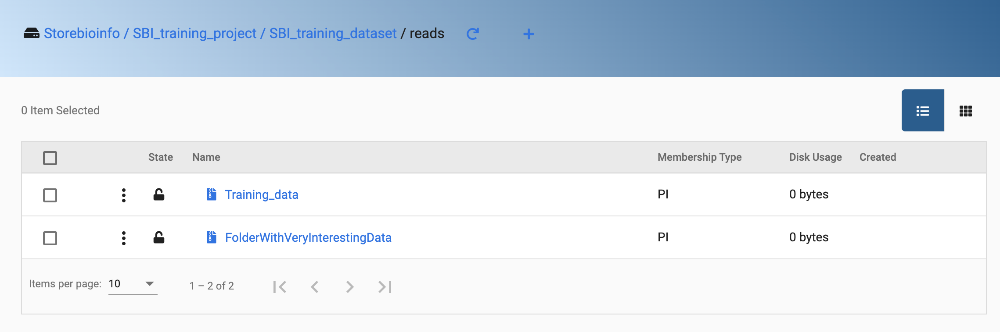 Storebioinfo / SBI_training_project / SBI_training_dataset / reads
0 Item Selected
State Name Membership Type Disk Usage Created
Training_data PI 0 bytes
FolderWithVeryInterestingData PI 0 bytes
Items per page: 10 1 – 2 of 2